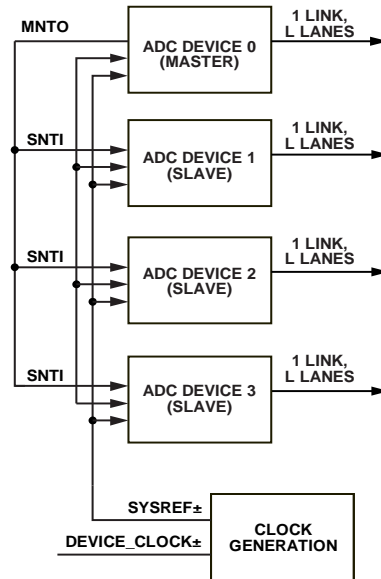 MNTO
ADC DEVICE 0
(MASTER)
1 LINK,
L LANES
SNTI
ADC DEVICE 1
(SLAVE)
1 LINK,
L LANES
SNTI
ADC DEVICE 2
(SLAVE)
1 LINK,
L LANES
SNTI
ADC DEVICE 3
(SLAVE)
1 LINK,
L LANES
SYSREF±
DEVICE_CLOCK±
CLOCK
GENERATION